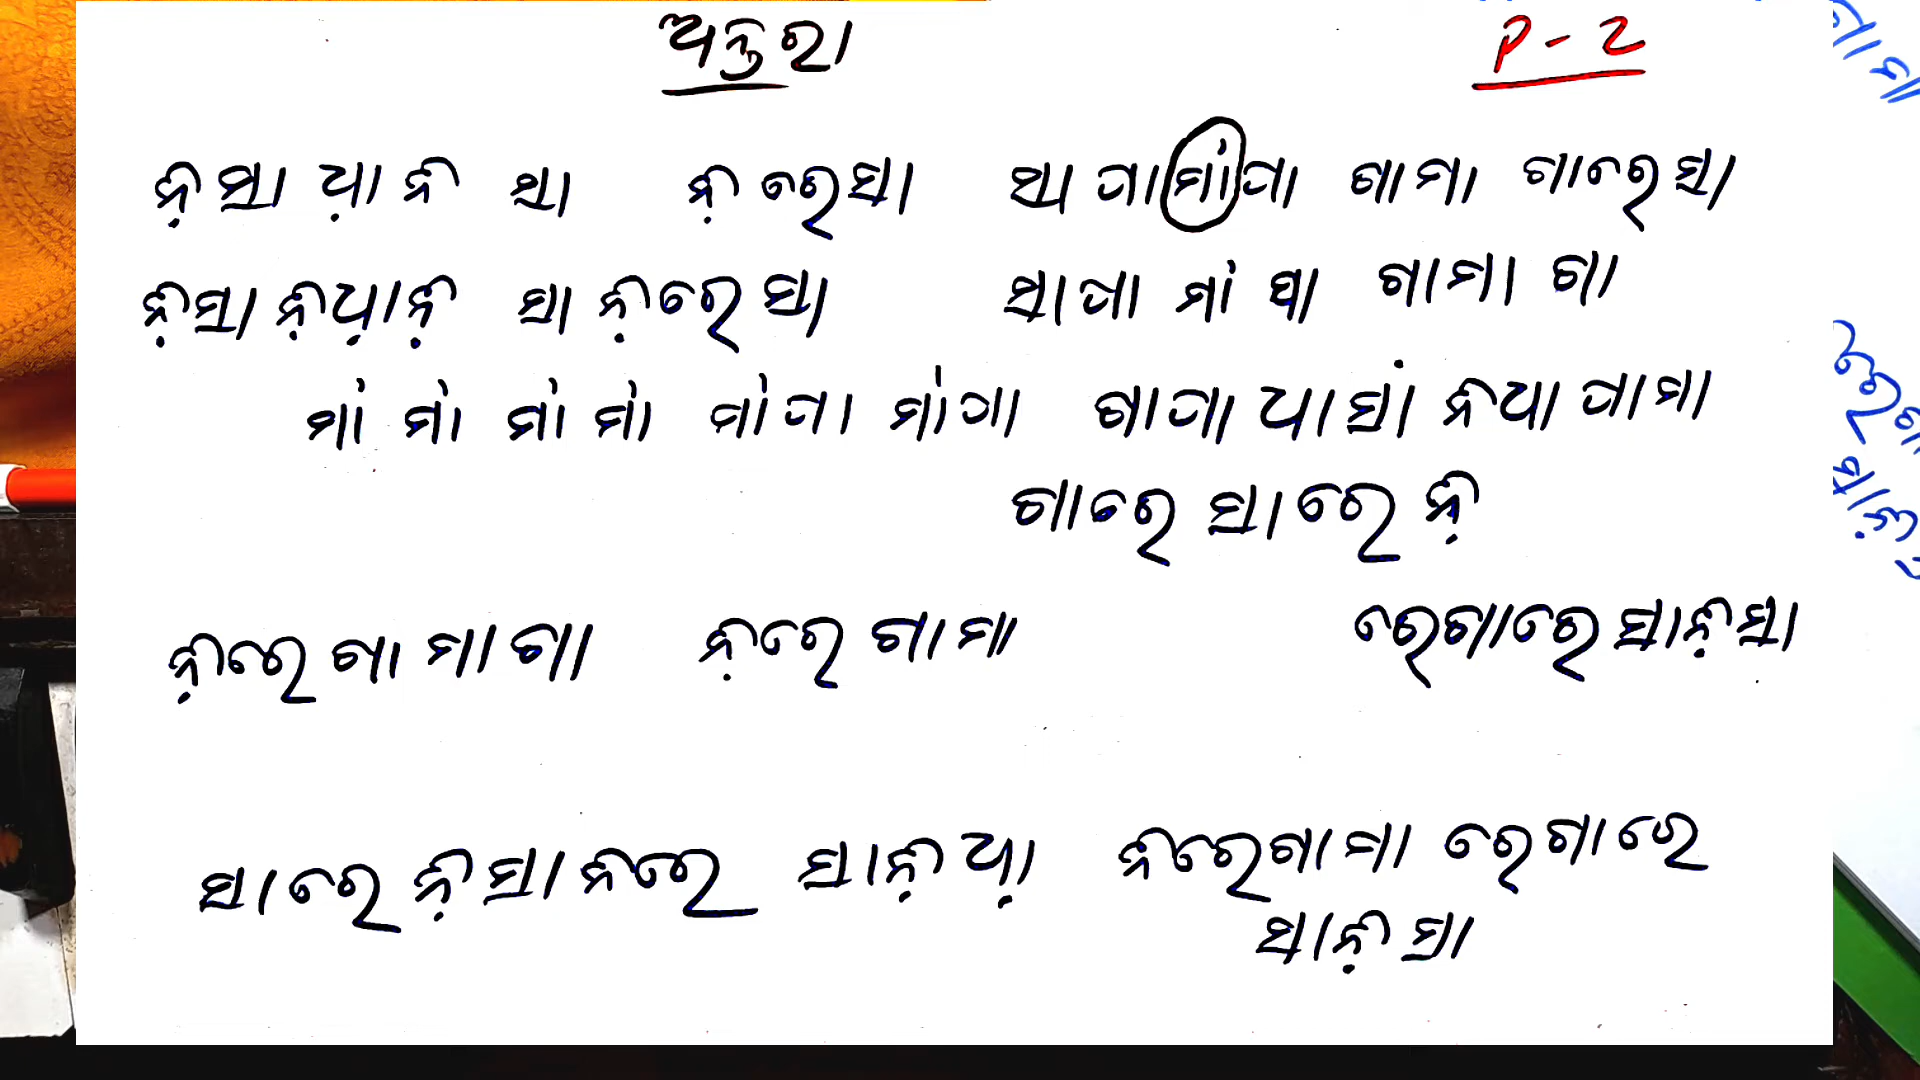 ଅନ୍ତରା P - 2
ନି଼ସା ଧ଼ାନି ସା ନି଼ରେସା ସା ଗା ର୍ମା ଗା ଗାମା ଗାରେସା
ନି଼ସା ନି଼ଧ଼ାନି଼ ସା ନି଼ରେସା ସାଗା ର୍ମା ଧା ଗାମା ଗା
ର୍ମା ର୍ମା ର୍ମା ର୍ମା ର୍ମାଗା ର୍ମାଗା ଗାଗା ଧାର୍ସା ନିଧା ପାମା
ଗାରେ ସାରେ ନି଼
ନି଼ରେ ଗା ମା ଗା ନି଼ରେ ଗାମା ରେଗାରେ ସାନି଼ସା
ସାରେ ନି଼ସା ନିରେ ସାନି଼ଧ଼ା ନିରେଗାମା ରେଗାରେ
ସାନି଼ସା